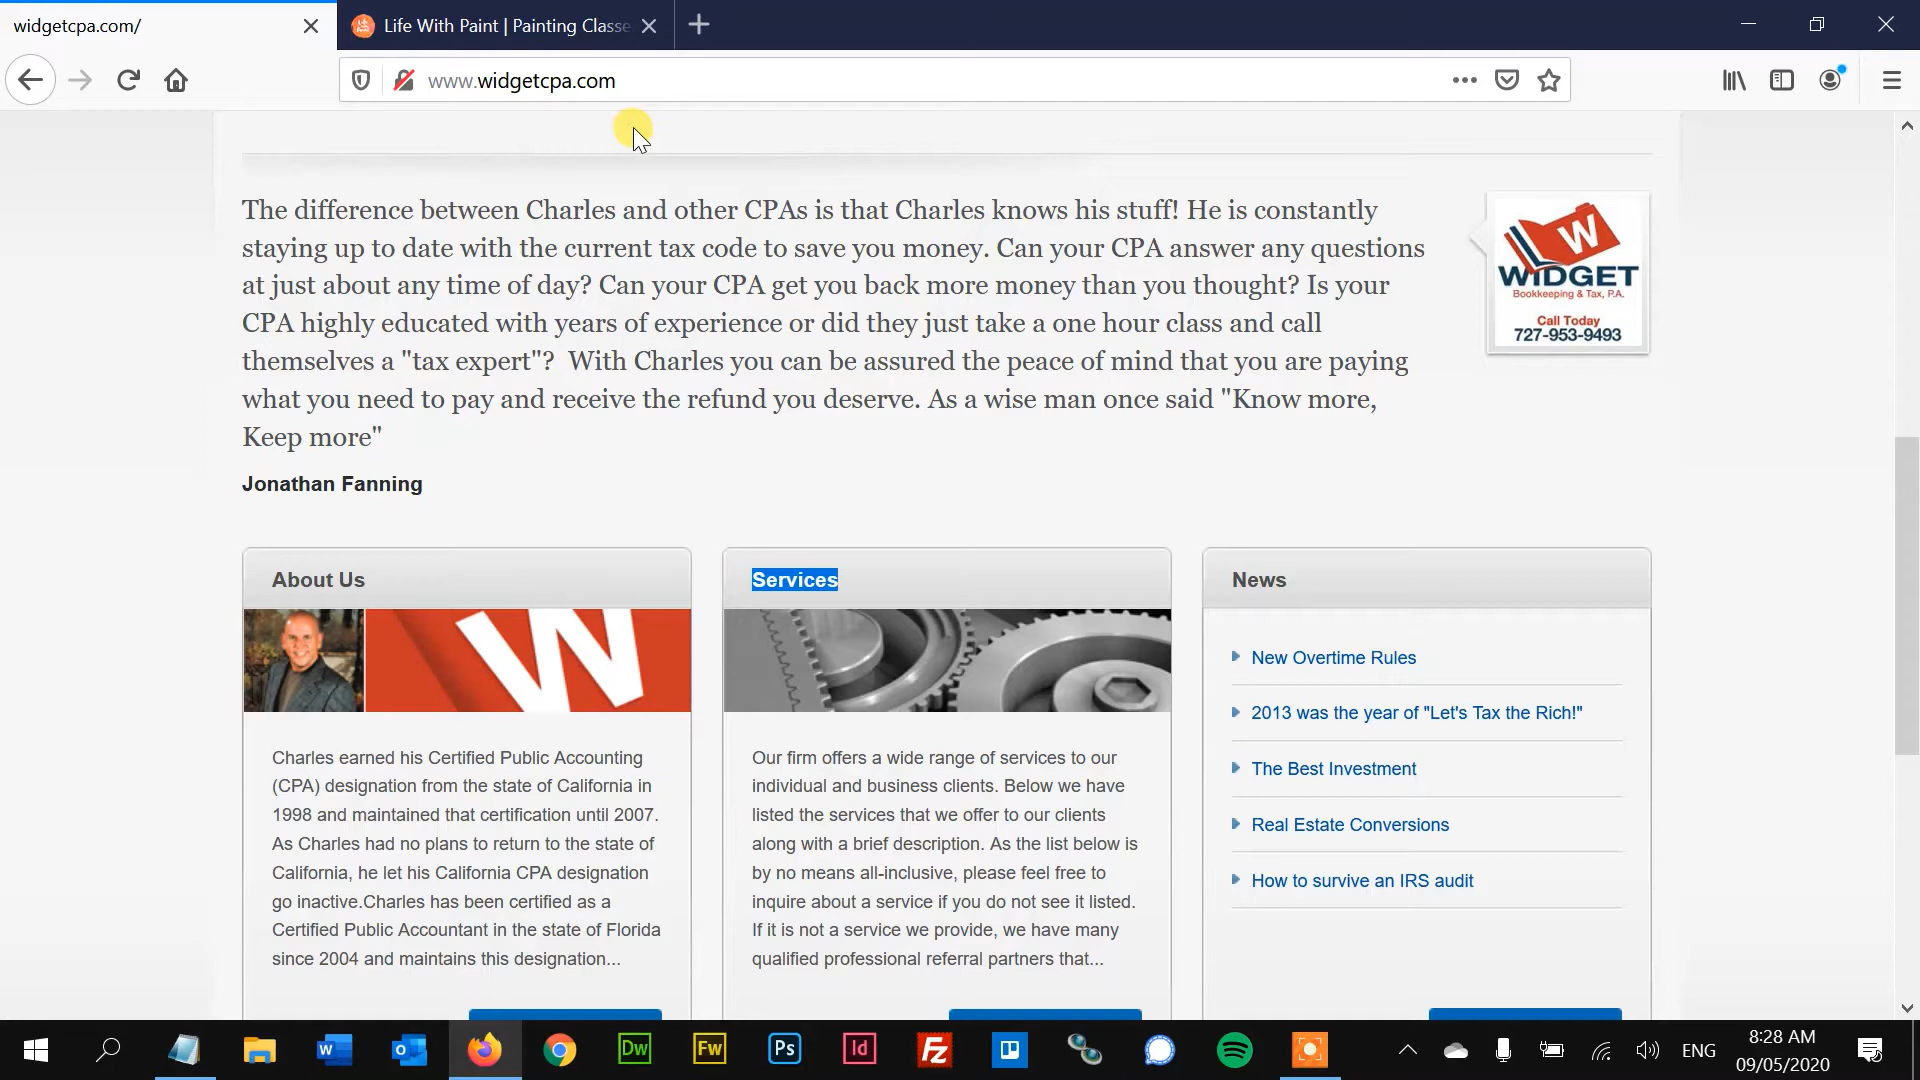 widgetcpa.com/
Life With Paint | Painting Classe
www.widgetcpa.com
The difference between Charles and other CPAs is that Charles knows his stuff! He is constantly
staying up to date with the current tax code to save you money. Can your CPA answer any questions
at just about any time of day? Can your CPA get you back more money than you thought? Is your
CPA highly educated with years of experience or did they just take a one hour class and call
themselves a "tax expert"?  With Charles you can be assured the peace of mind that you are paying
what you need to pay and receive the refund you deserve. As a wise man once said "Know more,
Keep more"
Jonathan Fanning
W
WIDGET
Bookkeeping & Tax, P.A.
Call Today
727-953-9493
About Us
W
Charles earned his Certified Public Accounting
(CPA) designation from the state of California in
1998 and maintained that certification until 2007.
As Charles had no plans to return to the state of
California, he let his California CPA designation
go inactive.Charles has been certified as a
Certified Public Accountant in the state of Florida
since 2004 and maintains this designation...
Services
Our firm offers a wide range of services to our
individual and business clients. Below we have
listed the services that we offer to our clients
along with a brief description. As the list below is
by no means all-inclusive, please feel free to
inquire about a service if you do not see it listed.
If it is not a service we provide, we have many
qualified professional referral partners that...
News
New Overtime Rules
2013 was the year of "Let's Tax the Rich!"
The Best Investment
Real Estate Conversions
How to survive an IRS audit
W
O
Dw
Fw
Ps
Id
FZ
ENG
8:28 AM
09/05/2020